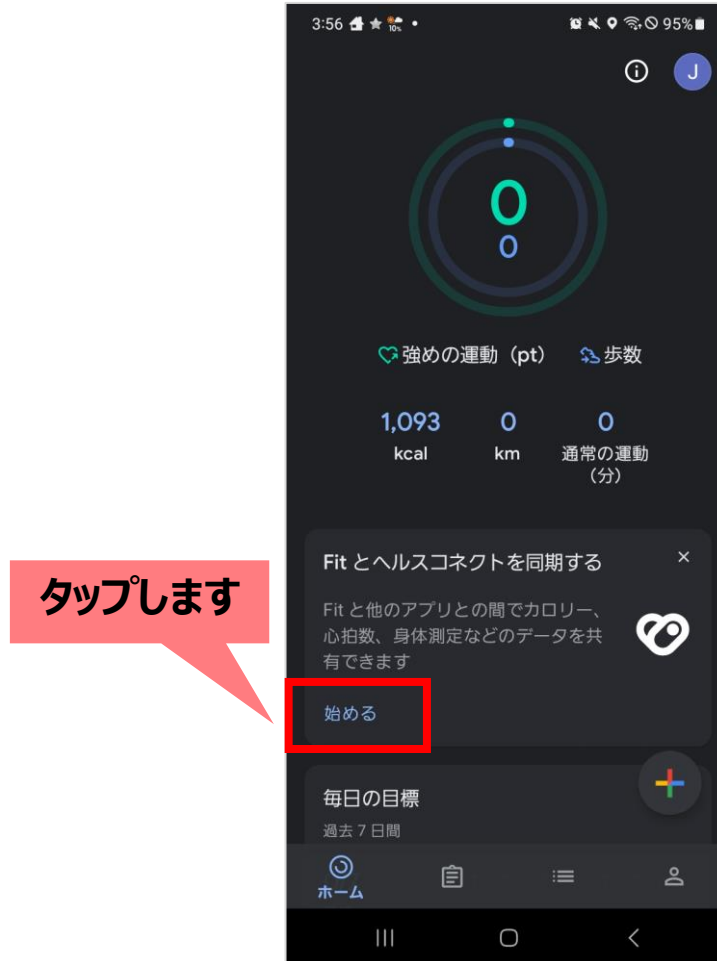 3:56
10%
95%
J
0
0
強めの運動（pt）
歩数
1,093
0
0
kcal
km
通常の運動
（分）
Fit とヘルスコネクトを同期する
×
タップします
Fit と他のアプリとの間でカロリー、
心拍数、身体測定などのデータを共
有できます
始める
毎日の目標
過去 7 日間
ホーム